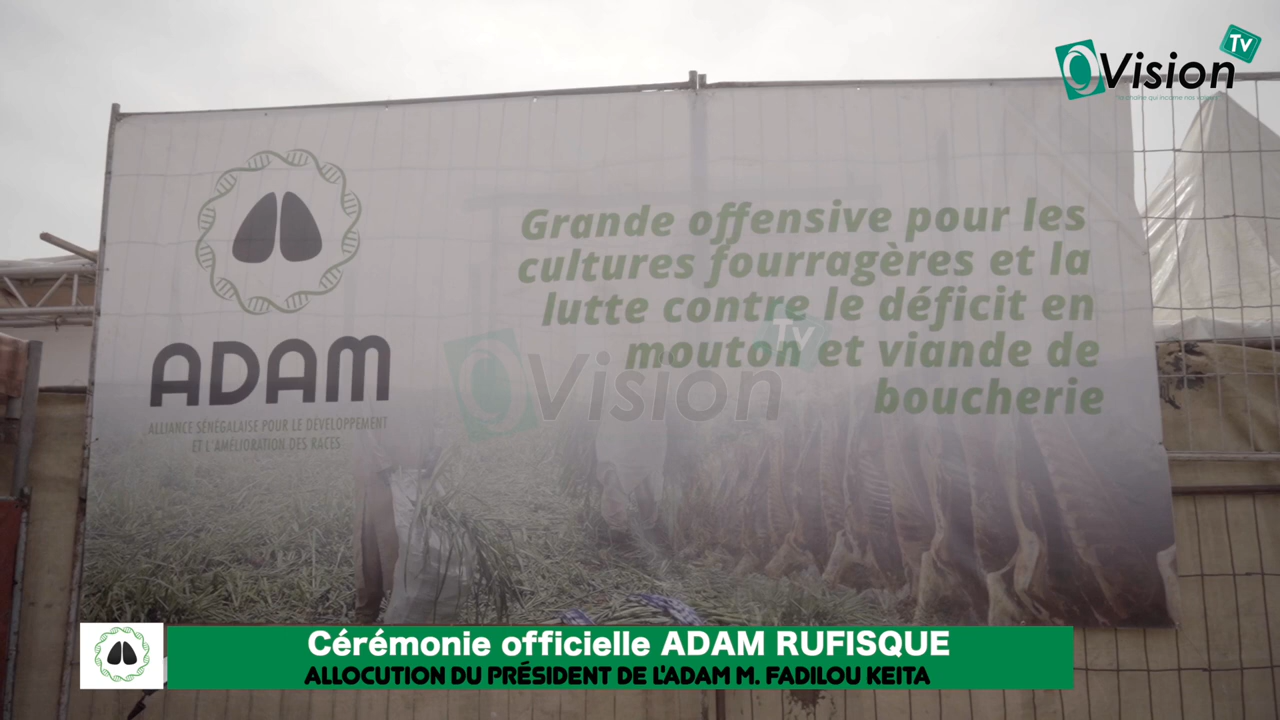 Vision Tv
ADAM
ALLIANCE SÉNÉGALAISE POUR LE DÉVELOPPEMENT
ET L'AMÉLIORATION DES RACES
Grande offensive pour les
cultures fourragères et la
lutte contre le déficit en
mouton et viande de
boucherie
Vision Tv
Cérémonie officielle ADAM RUFISQUE
ALLOCUTION DU PRÉSIDENT DE L'ADAM M. FADILOU KEITA